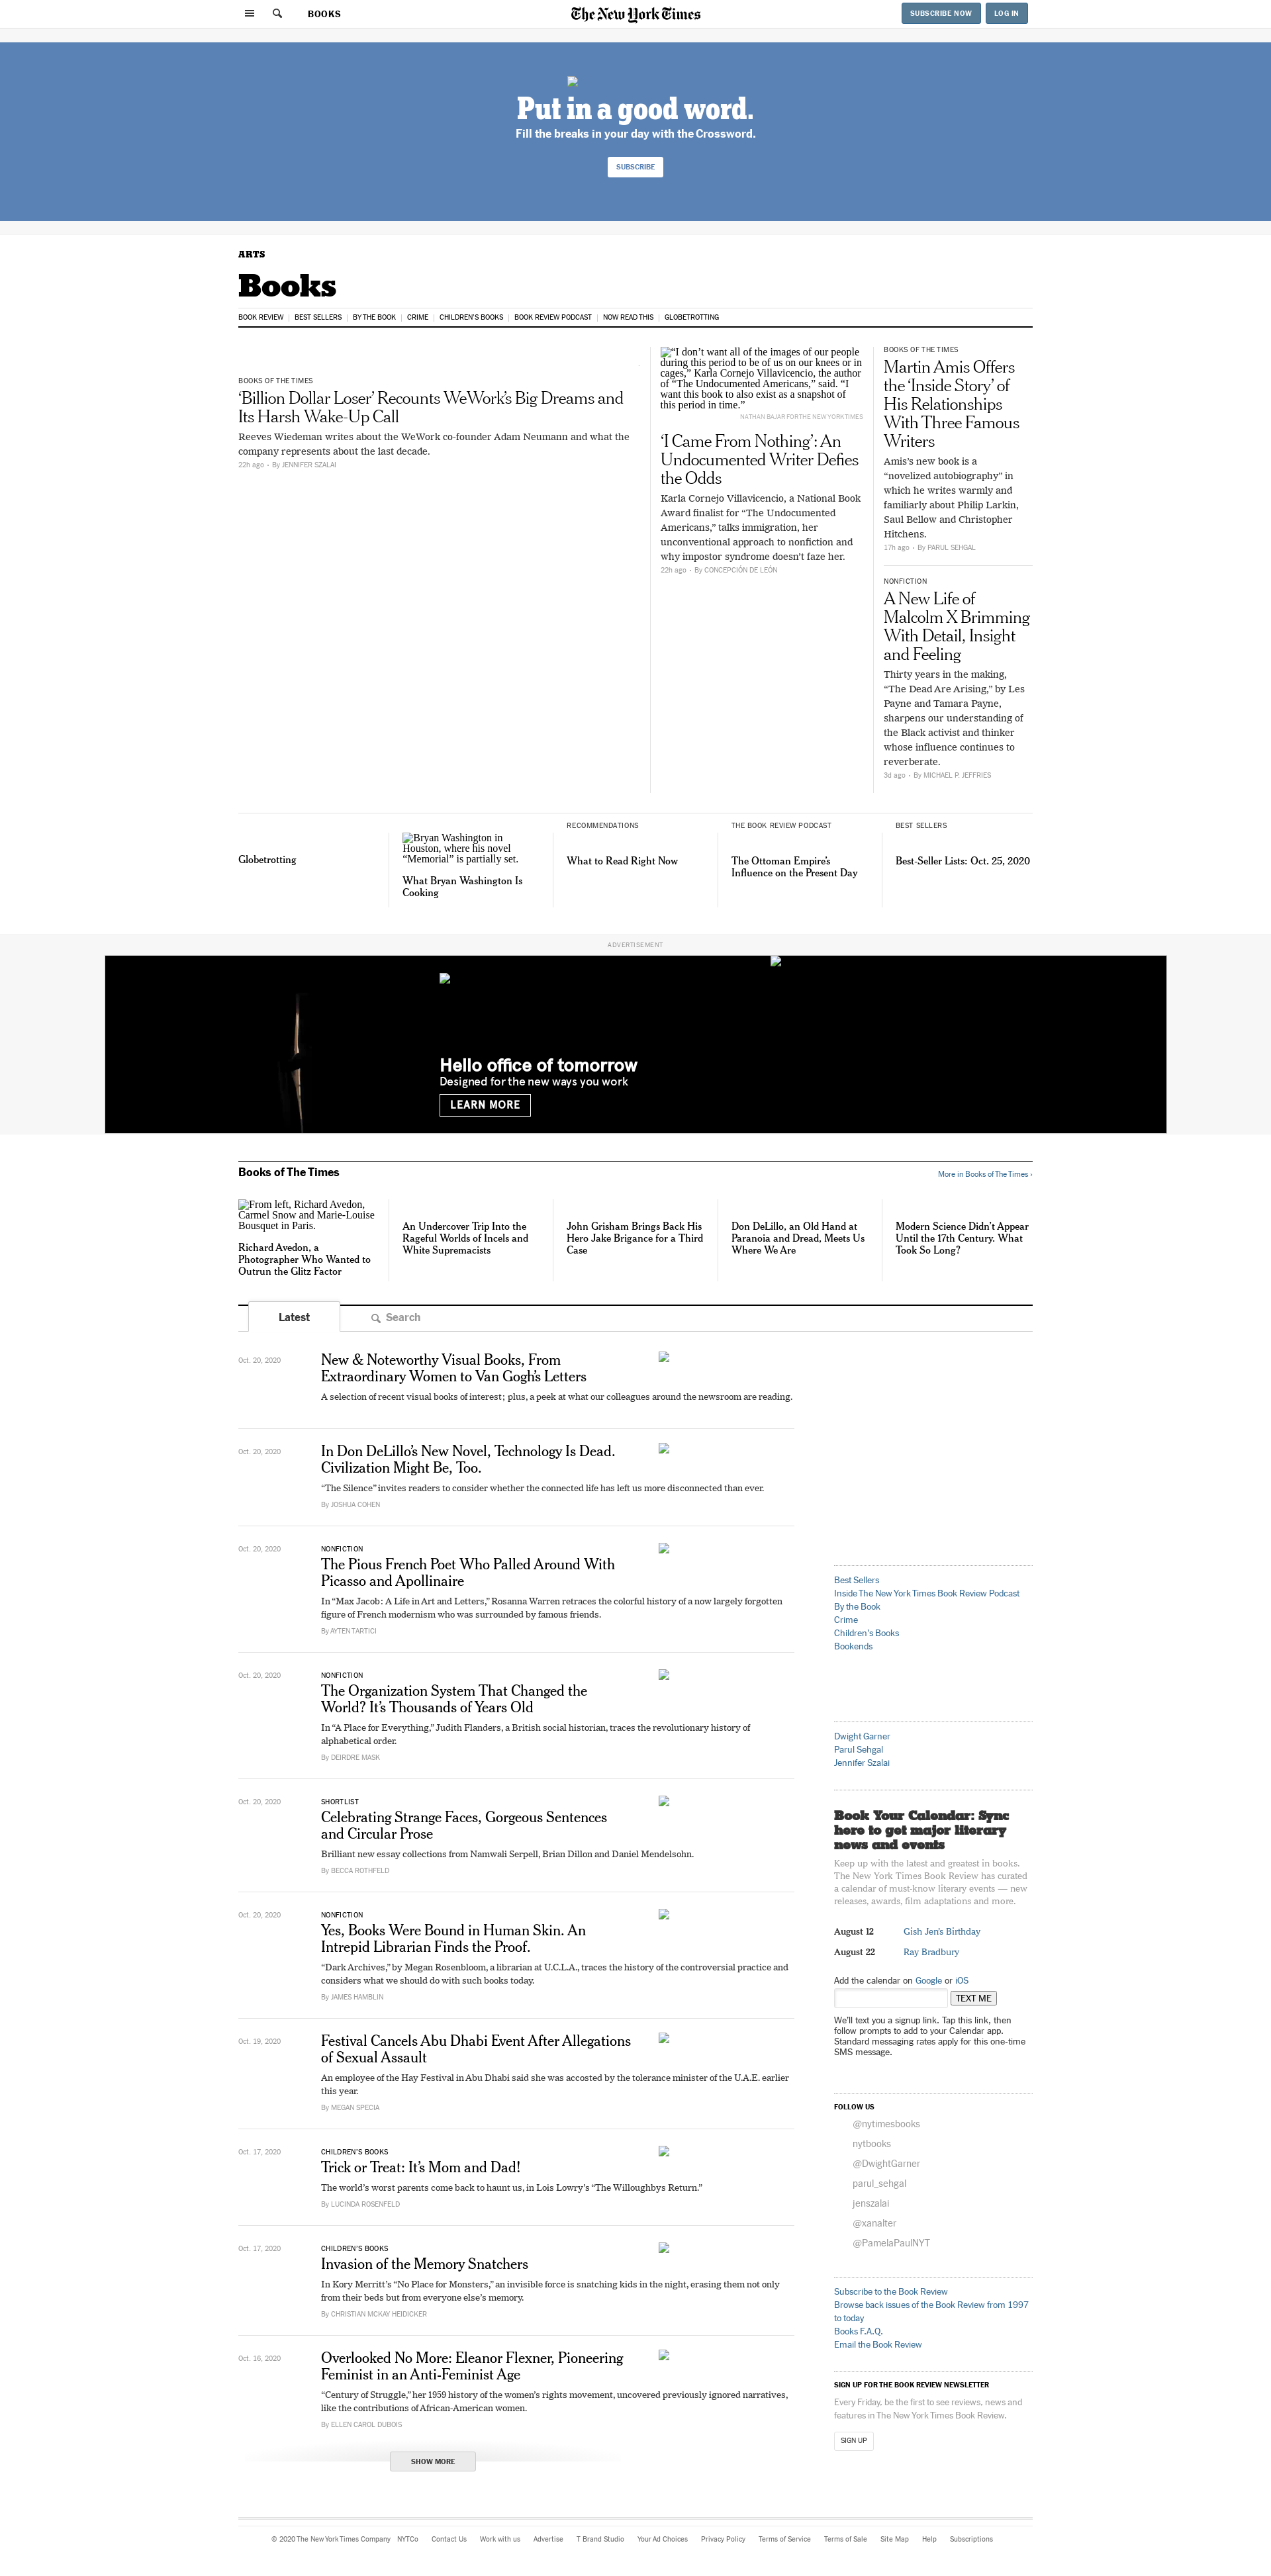 BOOKS
The New York Times
SUBSCRIBE NOW
LOG IN
Put in a good word.
Fill the breaks in your day with the Crossword.
SUBSCRIBE
ARTS
Books
BOOK REVIEW
BEST SELLERS
BY THE BOOK
CRIME
CHILDREN'S BOOKS
BOOK REVIEW PODCAST
NOW READ THIS
GLOBETROTTING
BOOKS OF THE TIMES
‘Billion Dollar Loser’ Recounts WeWork’s Big Dreams and
Its Harsh Wake-Up Call
Reeves Wiedeman writes about the WeWork co-founder Adam Neumann and what the
company represents about the last decade.
22h ago • By JENNIFER SZALAI
“I don’t want all of the images of our people
during this period to be of us on our knees or in
cages,” Karla Cornejo Villavicencio, the author
of “The Undocumented Americans,” said. “I
want this book to also exist as a snapshot of
this period in time.”
NATHAN BAJAR FOR THE NEW YORK TIMES
‘I Came From Nothing’: An
Undocumented Writer Defies
the Odds
Karla Cornejo Villavicencio, a National Book
Award finalist for “The Undocumented
Americans,” talks immigration, her
unconventional approach to nonfiction and
why impostor syndrome doesn’t faze her.
22h ago • By CONCEPCIÓN DE LEÓN
BOOKS OF THE TIMES
Martin Amis Offers
the ‘Inside Story’ of
His Relationships
With Three Famous
Writers
Amis’s new book is a
“novelized autobiography” in
which he writes warmly and
familiarly about Philip Larkin,
Saul Bellow and Christopher
Hitchens.
17h ago • By PARUL SEHGAL
NONFICTION
A New Life of
Malcolm X Brimming
With Detail, Insight
and Feeling
Thirty years in the making,
“The Dead Are Arising,” by Les
Payne and Tamara Payne,
sharpens our understanding of
the Black activist and thinker
whose influence continues to
reverberate.
3d ago • By MICHAEL P. JEFFRIES
Globetrotting
Bryan Washington in
Houston, where his novel
“Memorial” is partially set.
What Bryan Washington Is
Cooking
RECOMMENDATIONS
What to Read Right Now
THE BOOK REVIEW PODCAST
The Ottoman Empire’s
Influence on the Present Day
BEST SELLERS
Best-Seller Lists: Oct. 25, 2020
ADVERTISEMENT
Hello office of tomorrow
Designed for the new ways you work
LEARN MORE
Books of The Times
More in Books of The Times ›
From left, Richard Avedon,
Carmel Snow and Marie-Louise
Bousquet in Paris.
Richard Avedon, a
Photographer Who Wanted to
Outrun the Glitz Factor
An Undercover Trip Into the
Rageful Worlds of Incels and
White Supremacists
John Grisham Brings Back His
Hero Jake Brigance for a Third
Case
Don DeLillo, an Old Hand at
Paranoia and Dread, Meets Us
Where We Are
Modern Science Didn’t Appear
Until the 17th Century. What
Took So Long?
Latest
Search
Oct. 20, 2020
New & Noteworthy Visual Books, From
Extraordinary Women to Van Gogh’s Letters
A selection of recent visual books of interest; plus, a peek at what our colleagues around the newsroom are reading.
Oct. 20, 2020
In Don DeLillo’s New Novel, Technology Is Dead.
Civilization Might Be, Too.
“The Silence” invites readers to consider whether the connected life has left us more disconnected than ever.
By JOSHUA COHEN
Oct. 20, 2020
NONFICTION
The Pious French Poet Who Palled Around With
Picasso and Apollinaire
In “Max Jacob: A Life in Art and Letters,” Rosanna Warren retraces the colorful history of a now largely forgotten
figure of French modernism who was surrounded by famous friends.
By AYTEN TARTICI
Oct. 20, 2020
NONFICTION
The Organization System That Changed the
World? It’s Thousands of Years Old
In “A Place for Everything,” Judith Flanders, a British social historian, traces the revolutionary history of
alphabetical order.
By DEIRDRE MASK
Oct. 20, 2020
SHORTLIST
Celebrating Strange Faces, Gorgeous Sentences
and Circular Prose
Brilliant new essay collections from Namwali Serpell, Brian Dillon and Daniel Mendelsohn.
By BECCA ROTHFELD
Oct. 20, 2020
NONFICTION
Yes, Books Were Bound in Human Skin. An
Intrepid Librarian Finds the Proof.
“Dark Archives,” by Megan Rosenbloom, a librarian at U.C.L.A., traces the history of the controversial practice and
considers what we should do with such books today.
By JAMES HAMBLIN
Oct. 19, 2020
Festival Cancels Abu Dhabi Event After Allegations
of Sexual Assault
An employee of the Hay Festival in Abu Dhabi said she was accosted by the tolerance minister of the U.A.E. earlier
this year.
By MEGAN SPECIA
Oct. 17, 2020
CHILDREN’S BOOKS
Trick or Treat: It’s Mom and Dad!
The world’s worst parents come back to haunt us, in Lois Lowry’s “The Willoughbys Return.”
By LUCINDA ROSENFELD
Oct. 17, 2020
CHILDREN’S BOOKS
Invasion of the Memory Snatchers
In Kory Merritt’s “No Place for Monsters,” an invisible force is snatching kids in the night, erasing them not only
from their beds but from everyone else’s memory.
By CHRISTIAN MCKAY HEIDICKER
Oct. 16, 2020
Overlooked No More: Eleanor Flexner, Pioneering
Feminist in an Anti-Feminist Age
“Century of Struggle,” her 1959 history of the women’s rights movement, uncovered previously ignored narratives,
like the contributions of African-American women.
By ELLEN CAROL DUBOIS
SHOW MORE
Best Sellers
Inside The New York Times Book Review Podcast
By the Book
Crime
Children's Books
Bookends
Dwight Garner
Parul Sehgal
Jennifer Szalai
Book Your Calendar: Sync
here to get major literary
news and events
Keep up with the latest and greatest in books.
The New York Times Book Review has curated
a calendar of must-know literary events — new
releases, awards, film adaptations and more.
August 12 Gish Jen’s Birthday
August 22 Ray Bradbury
Add the calendar on Google or iOS
TEXT ME
We’ll text you a signup link. Tap this link, then
follow prompts to add to your Calendar app.
Standard messaging rates apply for this one-time
SMS message.
FOLLOW US
@nytimesbooks
nytbooks
@DwightGarner
parul_sehgal
jenszalai
@xanalter
@PamelaPaulNYT
Subscribe to the Book Review
Browse back issues of the Book Review from 1997
to today
Books F.A.Q.
Email the Book Review
SIGN UP FOR THE BOOK REVIEW NEWSLETTER
Every Friday, be the first to see reviews, news and
features in The New York Times Book Review.
SIGN UP
© 2020 The New York Times Company
NYTCo
Contact Us
Work with us
Advertise
T Brand Studio
Your Ad Choices
Privacy Policy
Terms of Service
Terms of Sale
Site Map
Help
Subscriptions